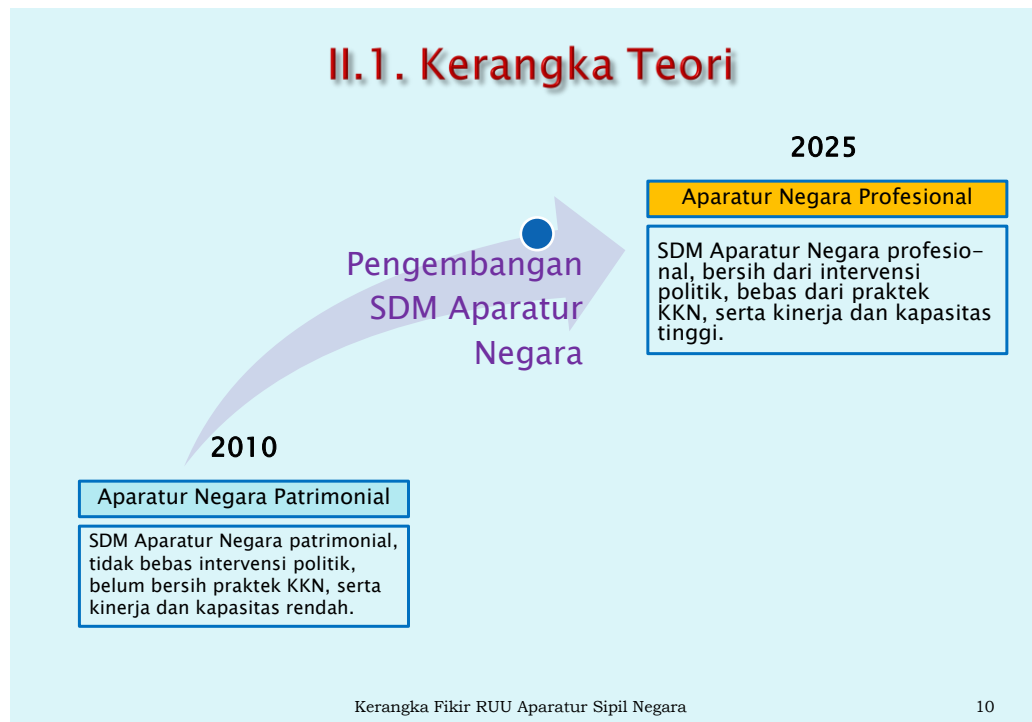 II.1. Kerangka Teori
2025
Aparatur Negara Profesional
SDM Aparatur Negara profesio-
nal, bersih dari intervensi
politik, bebas dari praktek
KKN, serta kinerja dan kapasitas
tinggi.
Pengembangan
SDM Aparatur
Negara
2010
Aparatur Negara Patrimonial
SDM Aparatur Negara patrimonial,
tidak bebas intervensi politik,
belum bersih praktek KKN, serta
kinerja dan kapasitas rendah.
Kerangka Fikir RUU Aparatur Sipil Negara
10